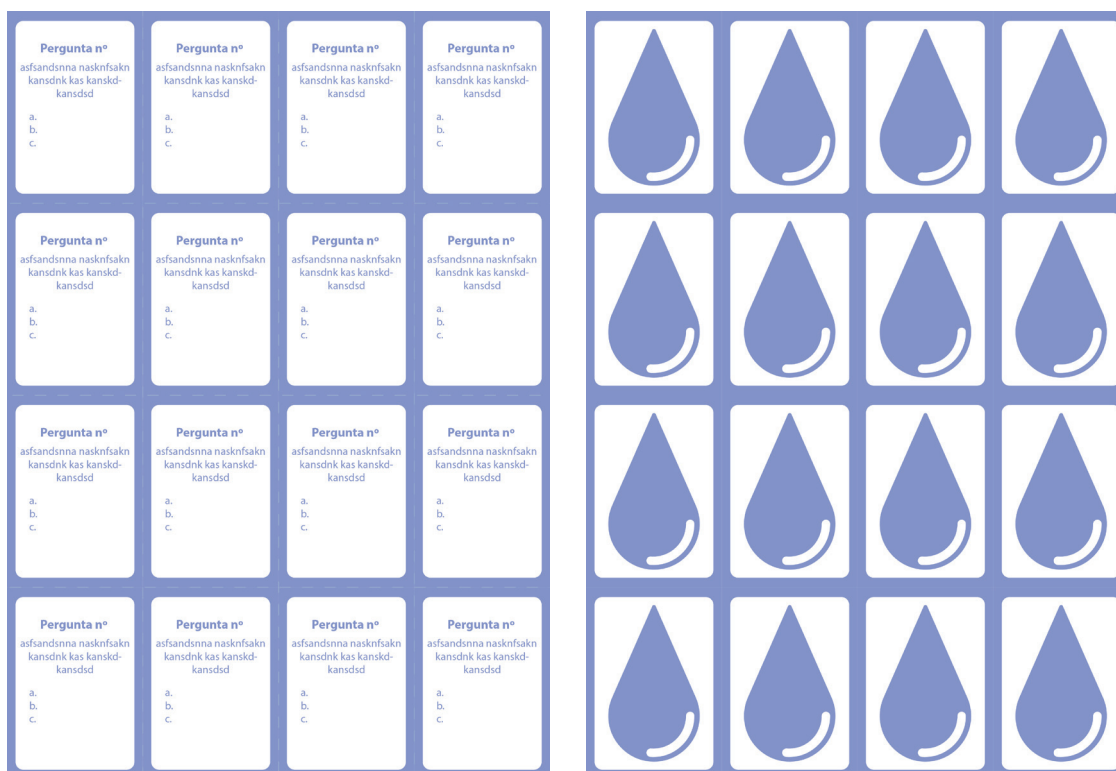 Pergunta nº
asfsandsnna nasknfsakn
kansdnk kas kanskd-
kansdsd
a.
b.
c.
Pergunta nº
asfsandsnna nasknfsakn
kansdnk kas kanskd-
kansdsd
a.
b.
c.
Pergunta nº
asfsandsnna nasknfsakn
kansdnk kas kanskd-
kansdsd
a.
b.
c.
Pergunta nº
asfsandsnna nasknfsakn
kansdnk kas kanskd-
kansdsd
a.
b.
c.
Pergunta nº
asfsandsnna nasknfsakn
kansdnk kas kanskd-
kansdsd
a.
b.
c.
Pergunta nº
asfsandsnna nasknfsakn
kansdnk kas kanskd-
kansdsd
a.
b.
c.
Pergunta nº
asfsandsnna nasknfsakn
kansdnk kas kanskd-
kansdsd
a.
b.
c.
Pergunta nº
asfsandsnna nasknfsakn
kansdnk kas kanskd-
kansdsd
a.
b.
c.
Pergunta nº
asfsandsnna nasknfsakn
kansdnk kas kanskd-
kansdsd
a.
b.
c.
Pergunta nº
asfsandsnna nasknfsakn
kansdnk kas kanskd-
kansdsd
a.
b.
c.
Pergunta nº
asfsandsnna nasknfsakn
kansdnk kas kanskd-
kansdsd
a.
b.
c.
Pergunta nº
asfsandsnna nasknfsakn
kansdnk kas kanskd-
kansdsd
a.
b.
c.
Pergunta nº
asfsandsnna nasknfsakn
kansdnk kas kanskd-
kansdsd
a.
b.
c.
Pergunta nº
asfsandsnna nasknfsakn
kansdnk kas kanskd-
kansdsd
a.
b.
c.
Pergunta nº
asfsandsnna nasknfsakn
kansdnk kas kanskd-
kansdsd
a.
b.
c.
Pergunta nº
asfsandsnna nasknfsakn
kansdnk kas kanskd-
kansdsd
a.
b.
c.